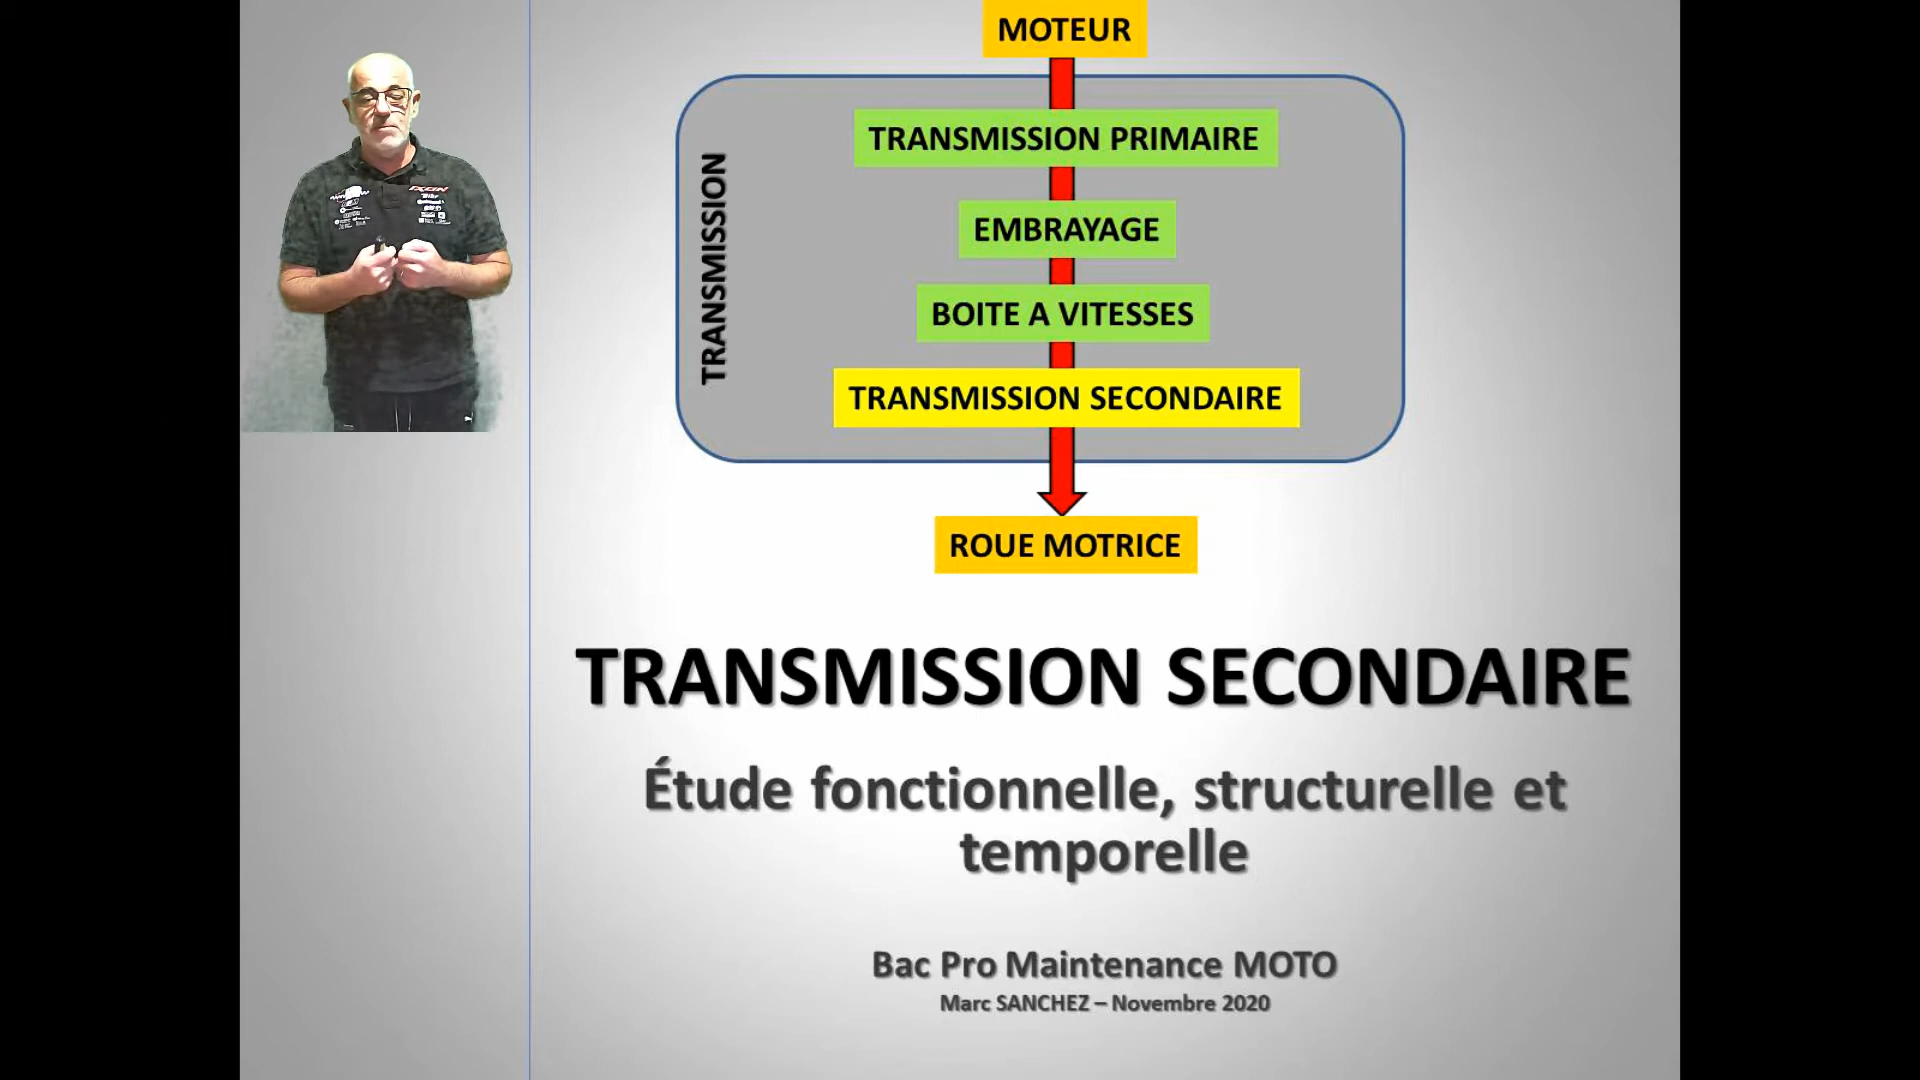 MOTEUR
TRANSMISSION
TRANSMISSION PRIMAIRE
EMBRAYAGE
BOITE A VITESSES
TRANSMISSION SECONDAIRE
ROUE MOTRICE
TRANSMISSION SECONDAIRE
Étude fonctionnelle, structurelle et
temporelle
Bac Pro Maintenance MOTO
Marc SANCHEZ – Novembre 2020
IXON